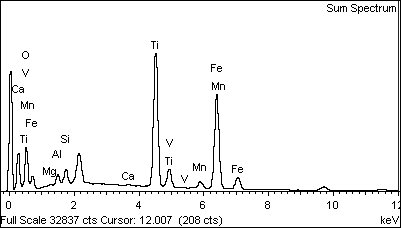 Sum Spectrum
Ti
O
V
Fe
Ca
Mn
Mn
Fe
Ti
Al
Si
Mg
V
Ti
V
Ca
Mn
Fe
0 2 4 6 8 10 12
Full Scale 32837 cts Cursor: 12.007 (208 cts) keV